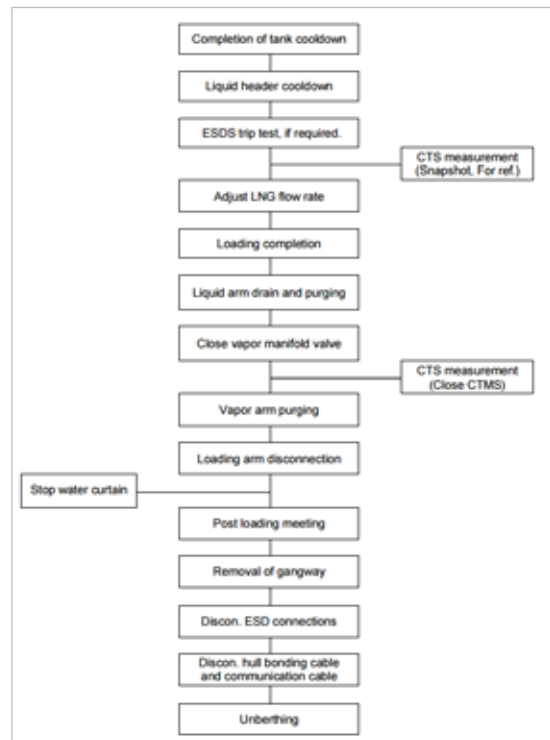 Completion of tank cooldown
Liquid header cooldown
ESDS trip test, if required.
CTS measurement
(Snapshot, For ref.)
Adjust LNG flow rate
Loading completion
Liquid arm drain and purging
Close vapor manifold valve
CTS measurement
(Close CTMS)
Vapor arm purging
Loading arm disconnection
Stop water curtain
Post loading meeting
Removal of gangway
Discon. ESD connections
Discon. hull bonding cable
and communication cable
Unberthing